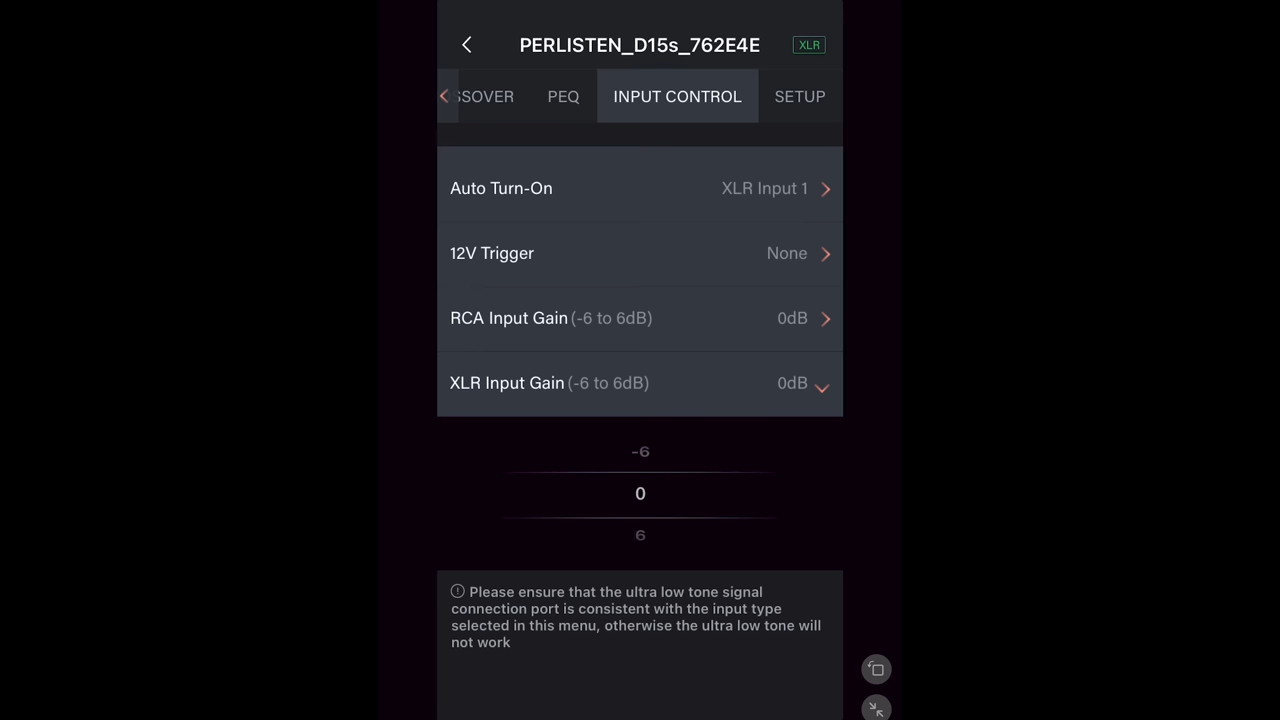 PERLISTEN_D15s_762E4E
XLR
SSOVER PEQ INPUT CONTROL SETUP
Auto Turn-On XLR Input 1
12V Trigger None
RCA Input Gain (-6 to 6dB) 0dB
XLR Input Gain (-6 to 6dB) 0dB
-6
0
6
Please ensure that the ultra low tone signal
connection port is consistent with the input type
selected in this menu, otherwise the ultra low tone will
not work